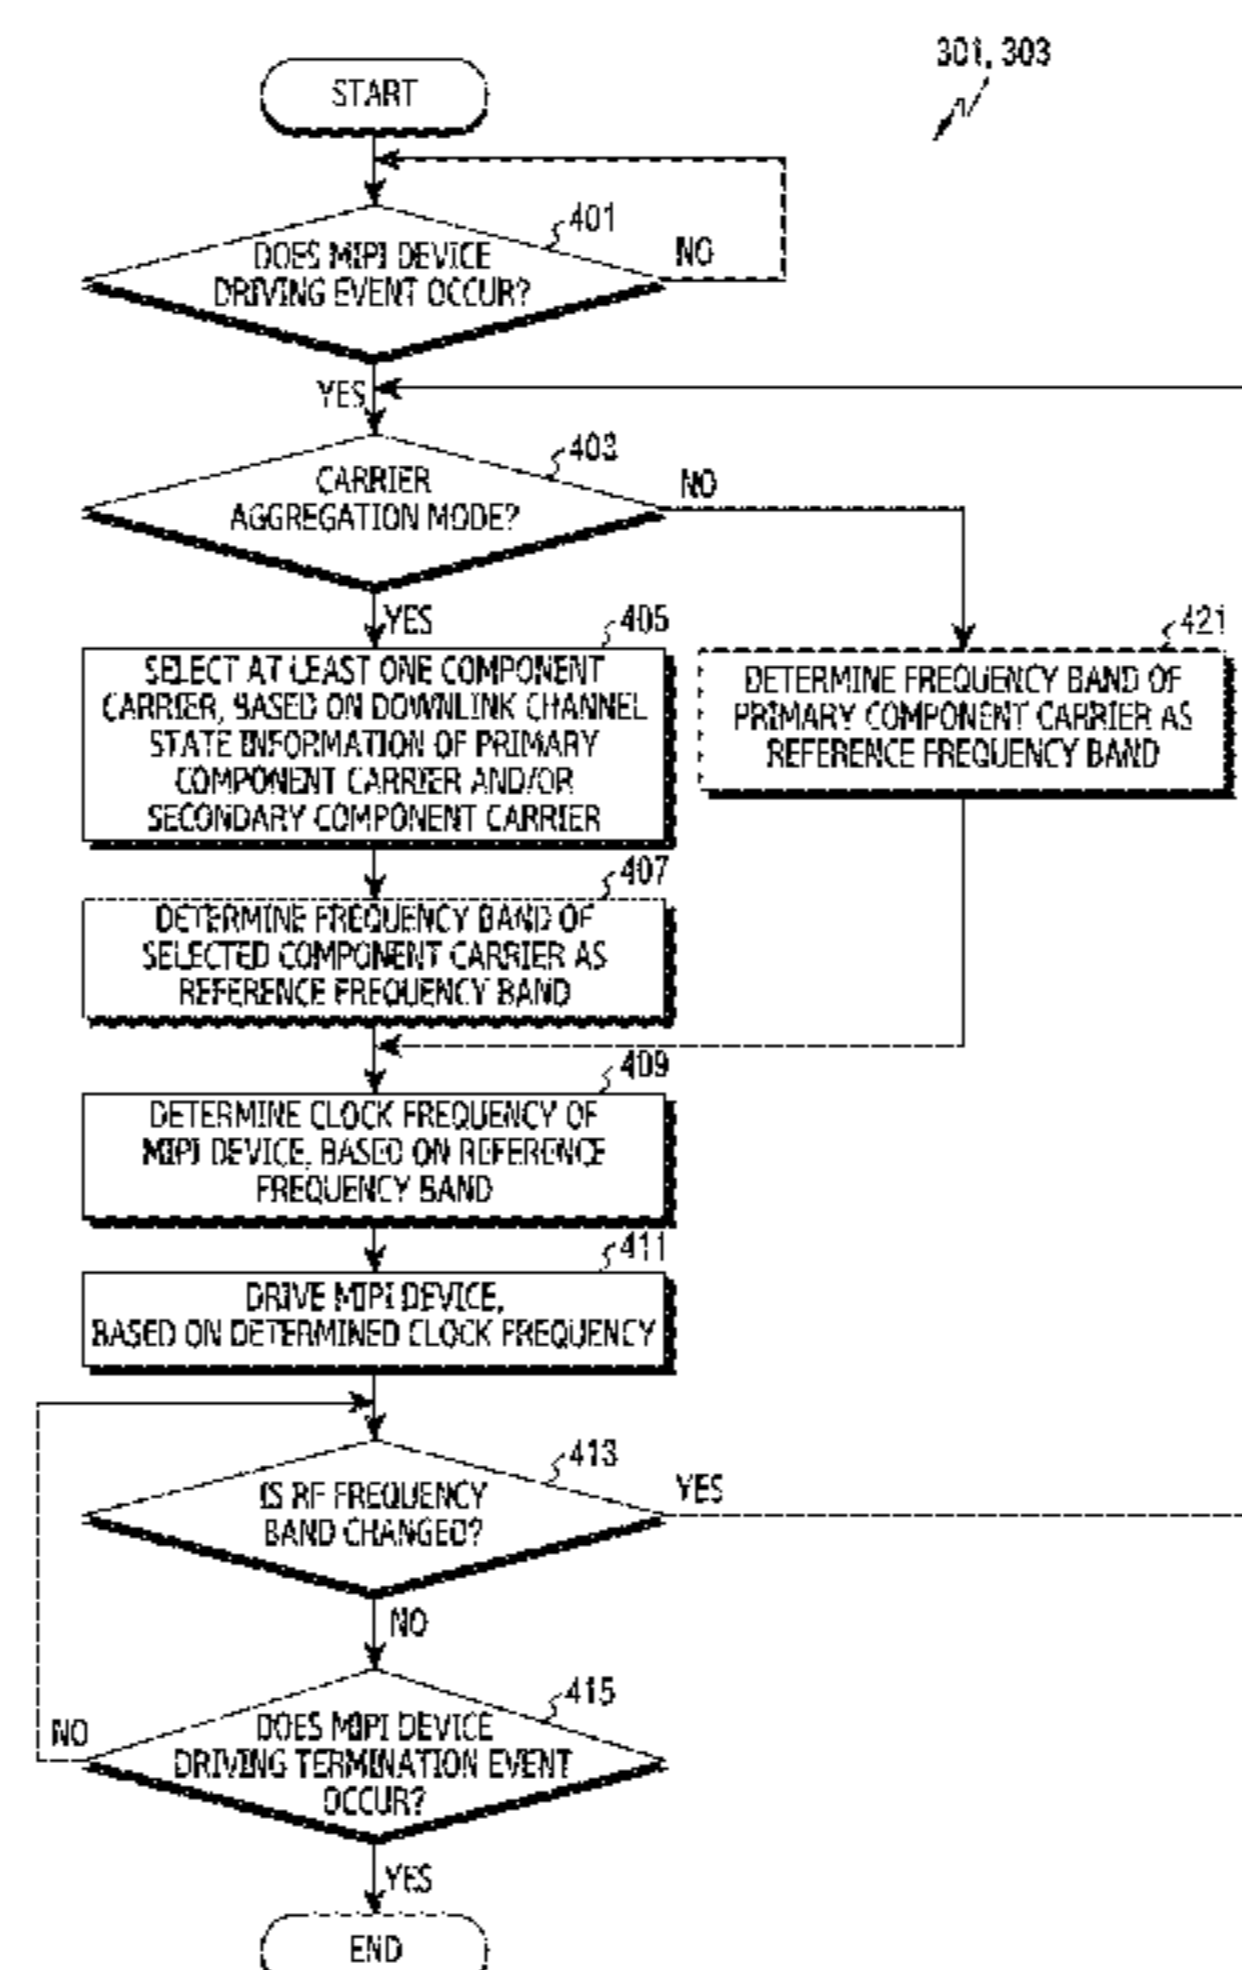 301, 303
START
401
DOES MIPI DEVICE
DRIVING EVENT OCCUR?
NO
YES
403
CARRIER
AGGREGATION MODE?
NO
YES
405
SELECT AT LEAST ONE COMPONENT
CARRIER, BASED ON DOWNLINK CHANNEL
STATE INFORMATION OF PRIMARY
COMPONENT CARRIER AND/OR
SECONDARY COMPONENT CARRIER
421
DETERMINE FREQUENCY BAND OF
PRIMARY COMPONENT CARRIER AS
REFERENCE FREQUENCY BAND
407
DETERMINE FREQUENCY BAND OF
SELECTED COMPONENT CARRIER AS
REFERENCE FREQUENCY BAND
409
DETERMINE CLOCK FREQUENCY OF
MIPI DEVICE, BASED ON REFERENCE
FREQUENCY BAND
411
DRIVE MIPI DEVICE,
BASED ON DETERMINED CLOCK FREQUENCY
413
IS RF FREQUENCY
BAND CHANGED?
YES
NO
415
DOES MIPI DEVICE
DRIVING TERMINATION EVENT
OCCUR?
NO
YES
END